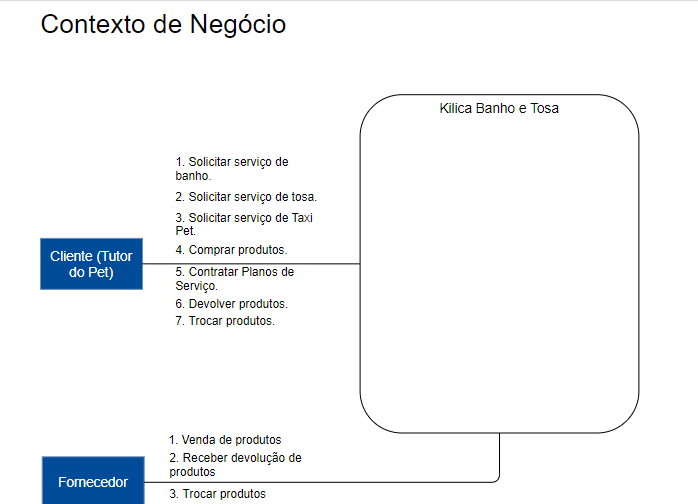 Contexto de Negócio
Kilica Banho e Tosa
1. Solicitar serviço de
banho.
2. Solicitar serviço de tosa.
3. Solicitar serviço de Taxi
Pet.
4. Comprar produtos.
Cliente (Tutor
do Pet)
5. Contratar Planos de
Serviço.
6. Devolver produtos.
7. Trocar produtos.
1. Venda de produtos
2. Receber devolução de
produtos
Fornecedor
3. Trocar produtos